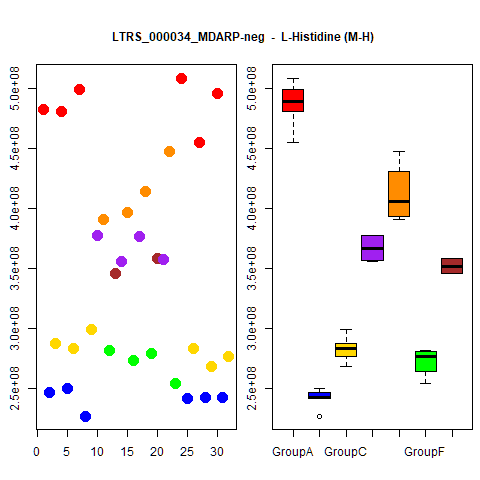 LTRS_000034_MDARP-neg  -  L-Histidine (M-H)
5.0e+08
4.5e+08
4.0e+08
3.5e+08
3.0e+08
2.5e+08
0 5 10 15 20 25 30
5.0e+08
4.5e+08
4.0e+08
3.5e+08
3.0e+08
2.5e+08
GroupA GroupC GroupF